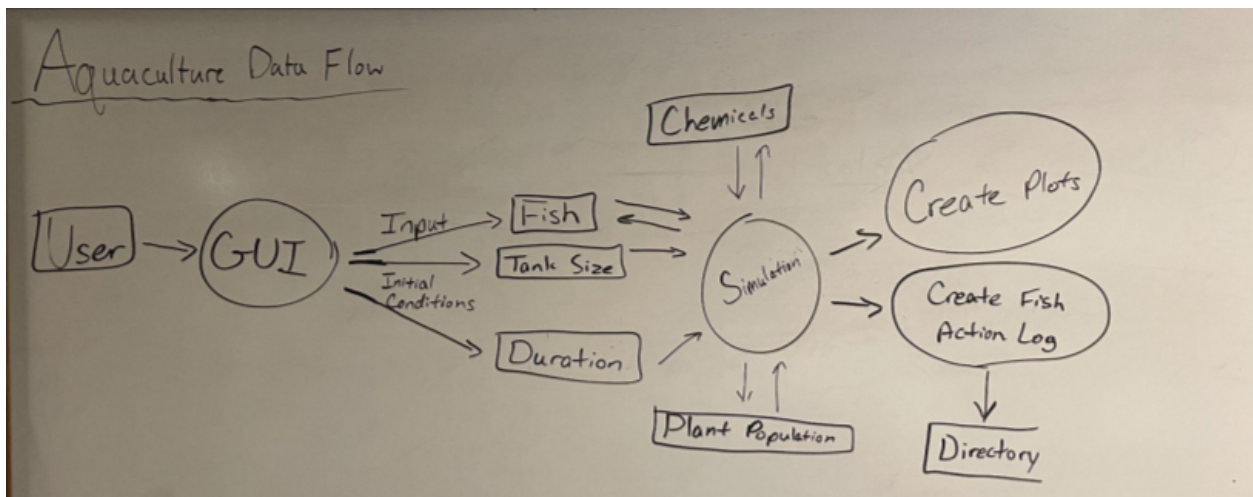 Aquaculture Data Flow
Chemicals
Create Plots
User
GUI
Input
Fish
Tank Size
Initial
Conditions
Simulation
Create Fish
Action Log
Duration
Plant Population
Directory